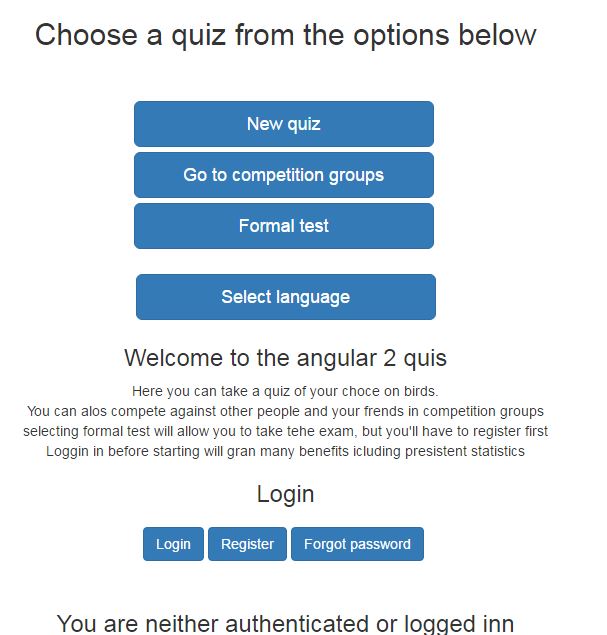 Choose a quiz from the options below
New quiz
Go to competition groups
Formal test
Select language
Welcome to the angular 2 quis
Here you can take a quiz of your choce on birds.
You can alos compete against other people and your frends in competition groups
selecting formal test will allow you to take tehe exam, but you'll have to register first
Loggin in before starting will gran many benefits icluding presistent statistics
Login
Login Register Forgot password
You are neither authenticated or logged inn